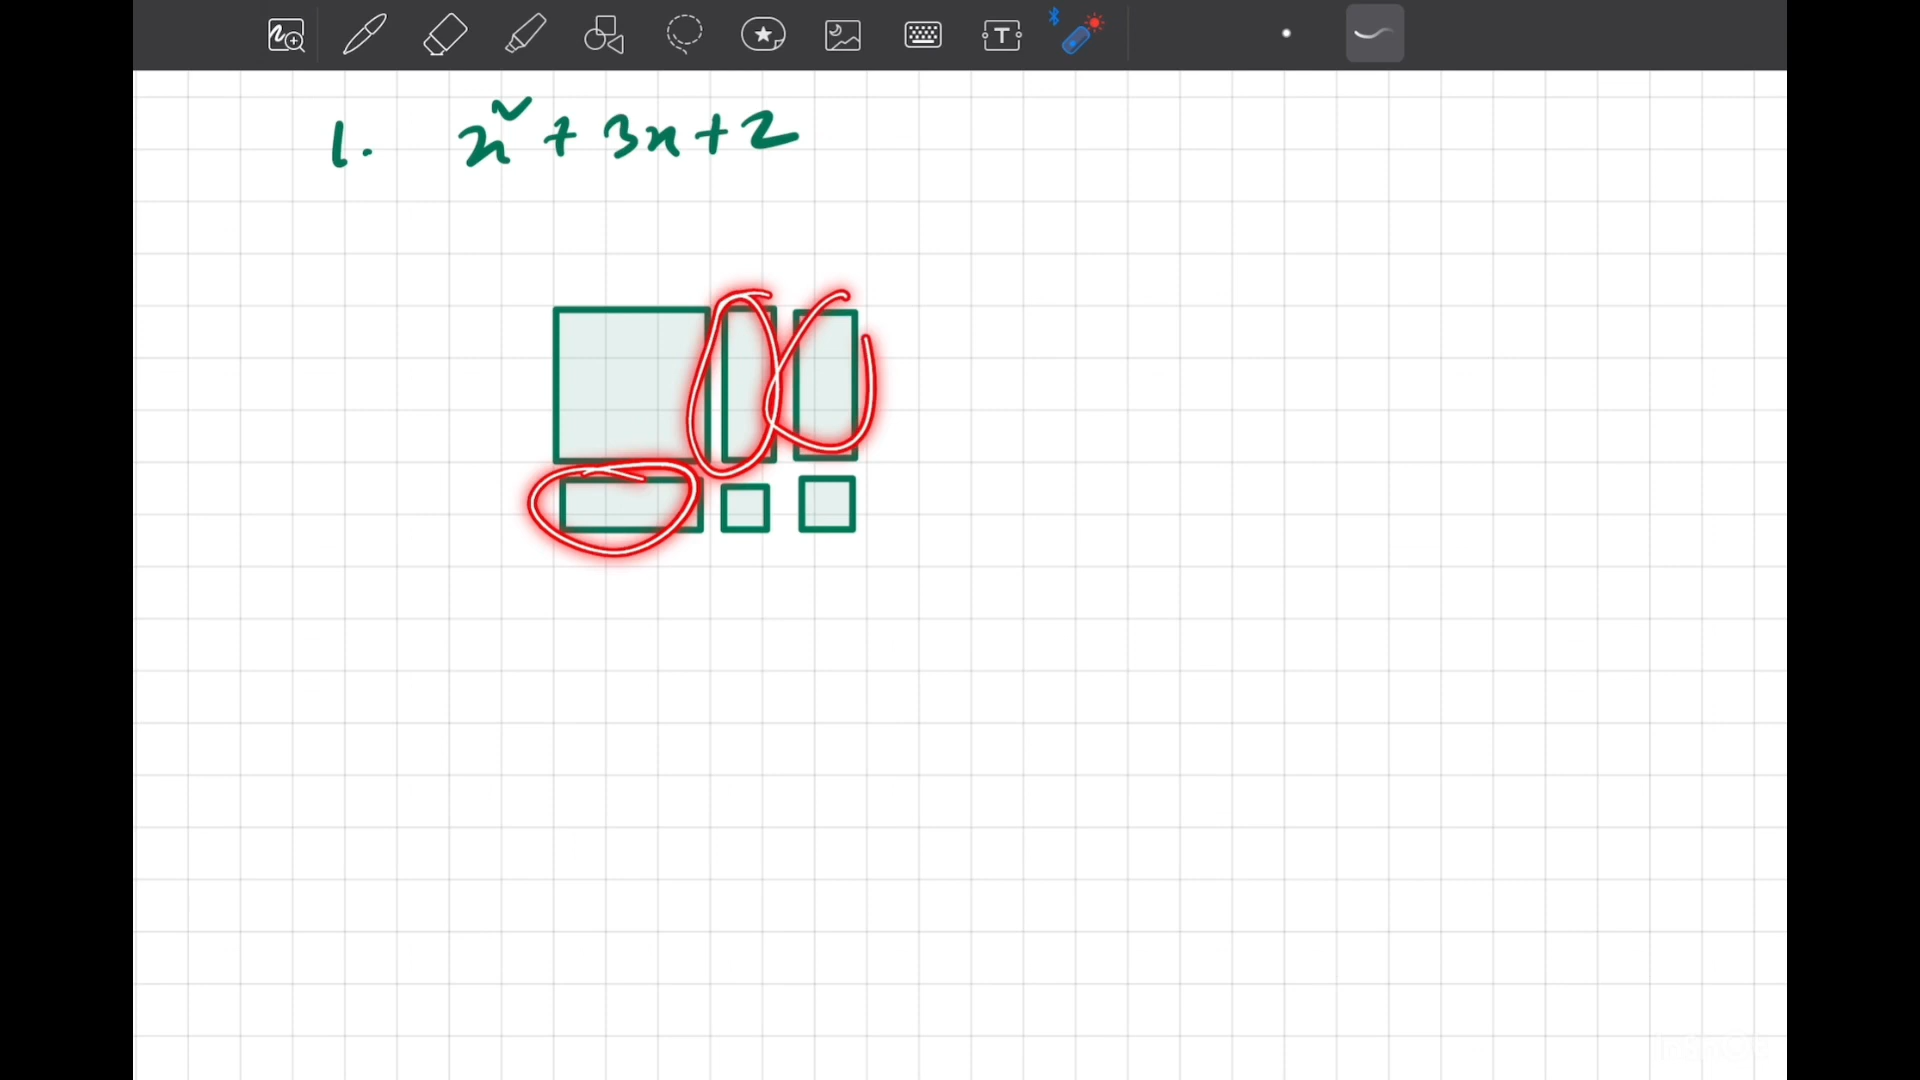 1. x² + 3x + 2